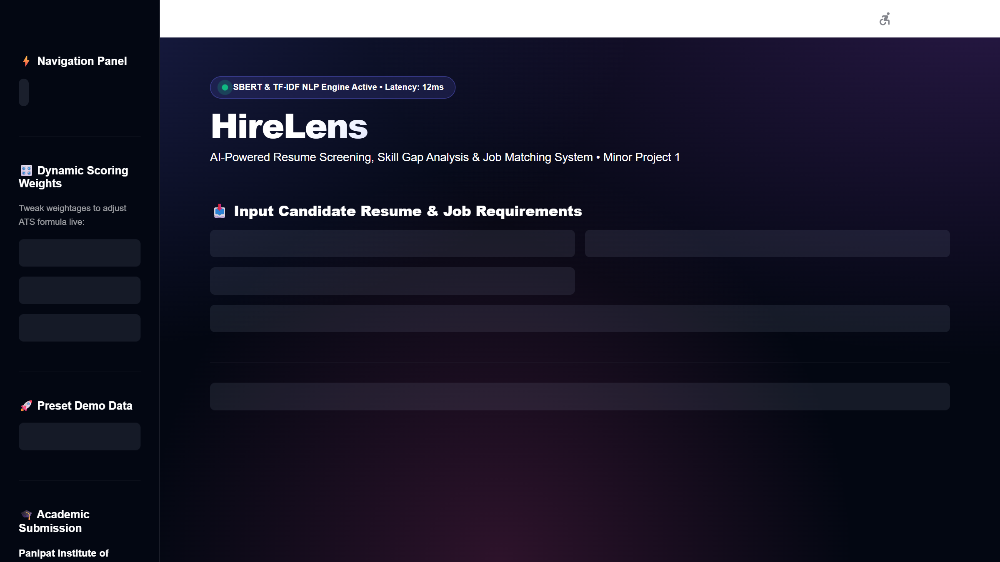 Navigation Panel
Dynamic Scoring
Weights
Tweak weightages to adjust
ATS formula live:
Preset Demo Data
Academic
Submission
Panipat Institute of
SBERT & TF-IDF NLP Engine Active • Latency: 12ms
HireLens
AI-Powered Resume Screening, Skill Gap Analysis & Job Matching System • Minor Project 1
Input Candidate Resume & Job Requirements